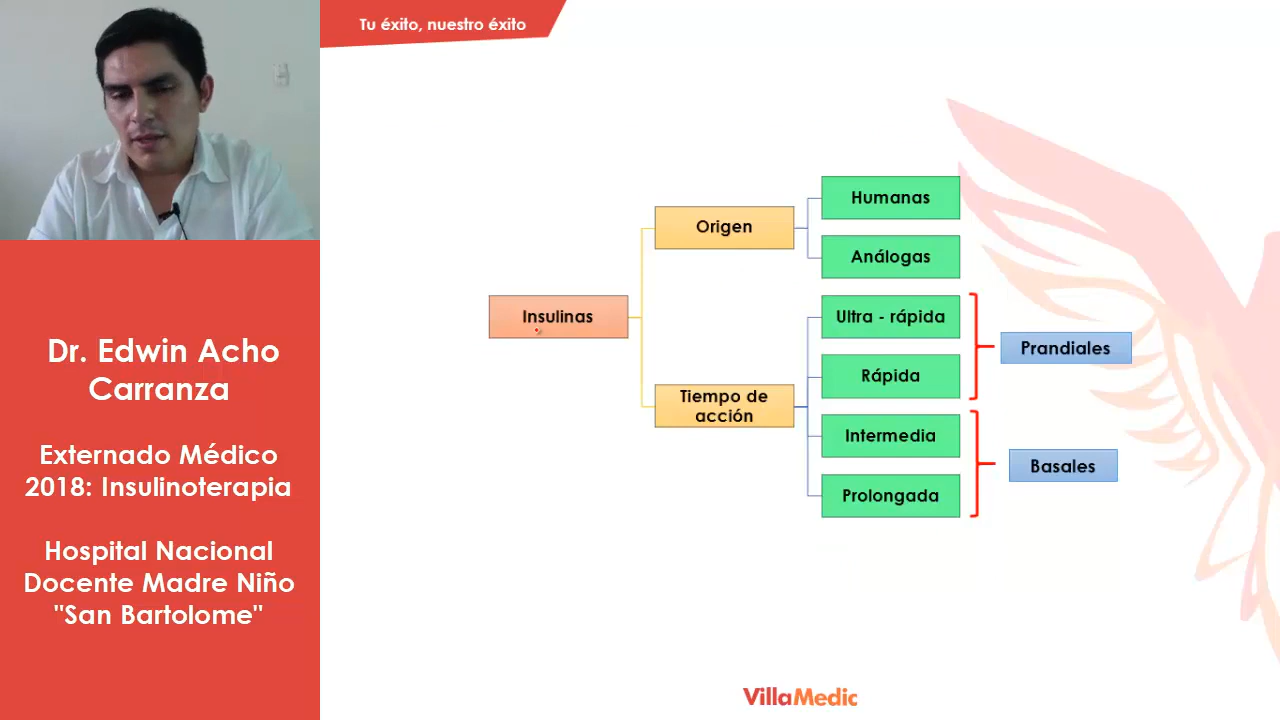 Tu éxito, nuestro éxito
Dr. Edwin Acho
Carranza
Externado Médico
2018: Insulinoterapia
Hospital Nacional
Docente Madre Niño
"San Bartolome"
Insulinas
Origen
Humanas
Análogas
Tiempo de
acción
Ultra - rápida
Rápida
Intermedia
Prolongada
Prandiales
Basales
VillaMedic